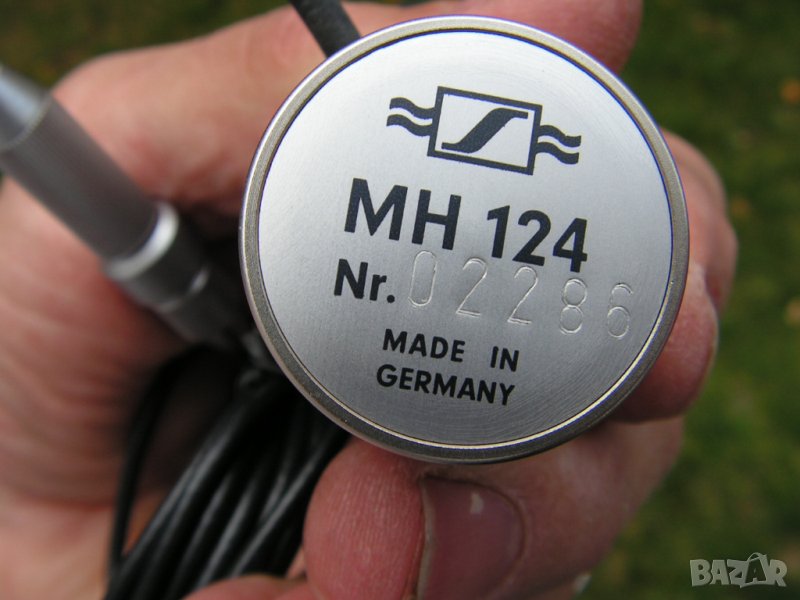 MH 124
Nr. 02286
MADE IN
GERMANY
BAZAR